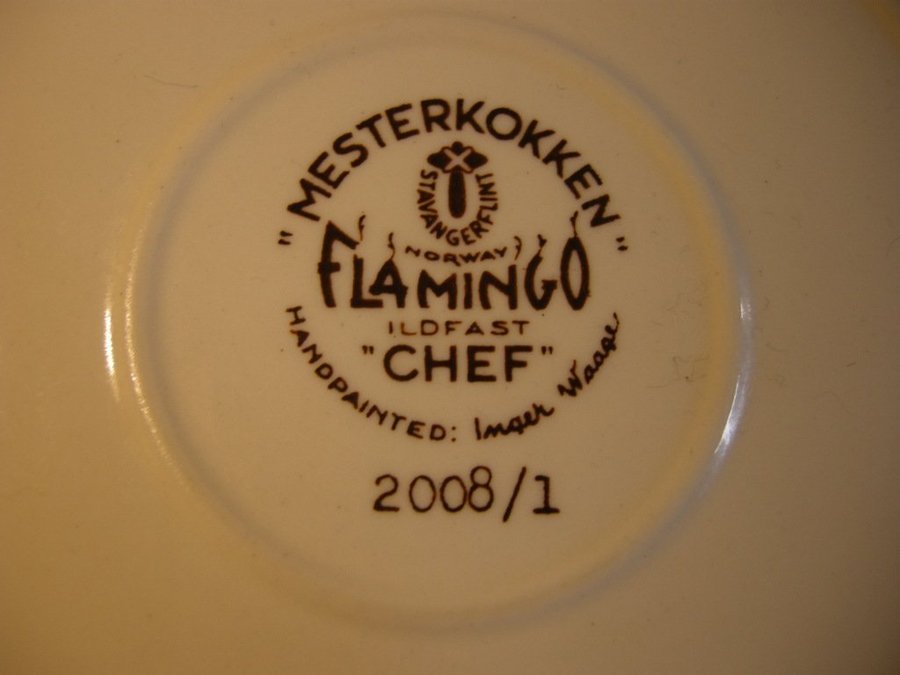 "MESTERKOKKEN"
STAVANGERFLINT
NORWAY
FLAMINGO
ILDFAST
"CHEF"
HANDPAINTED: Inger Waage
2008/1